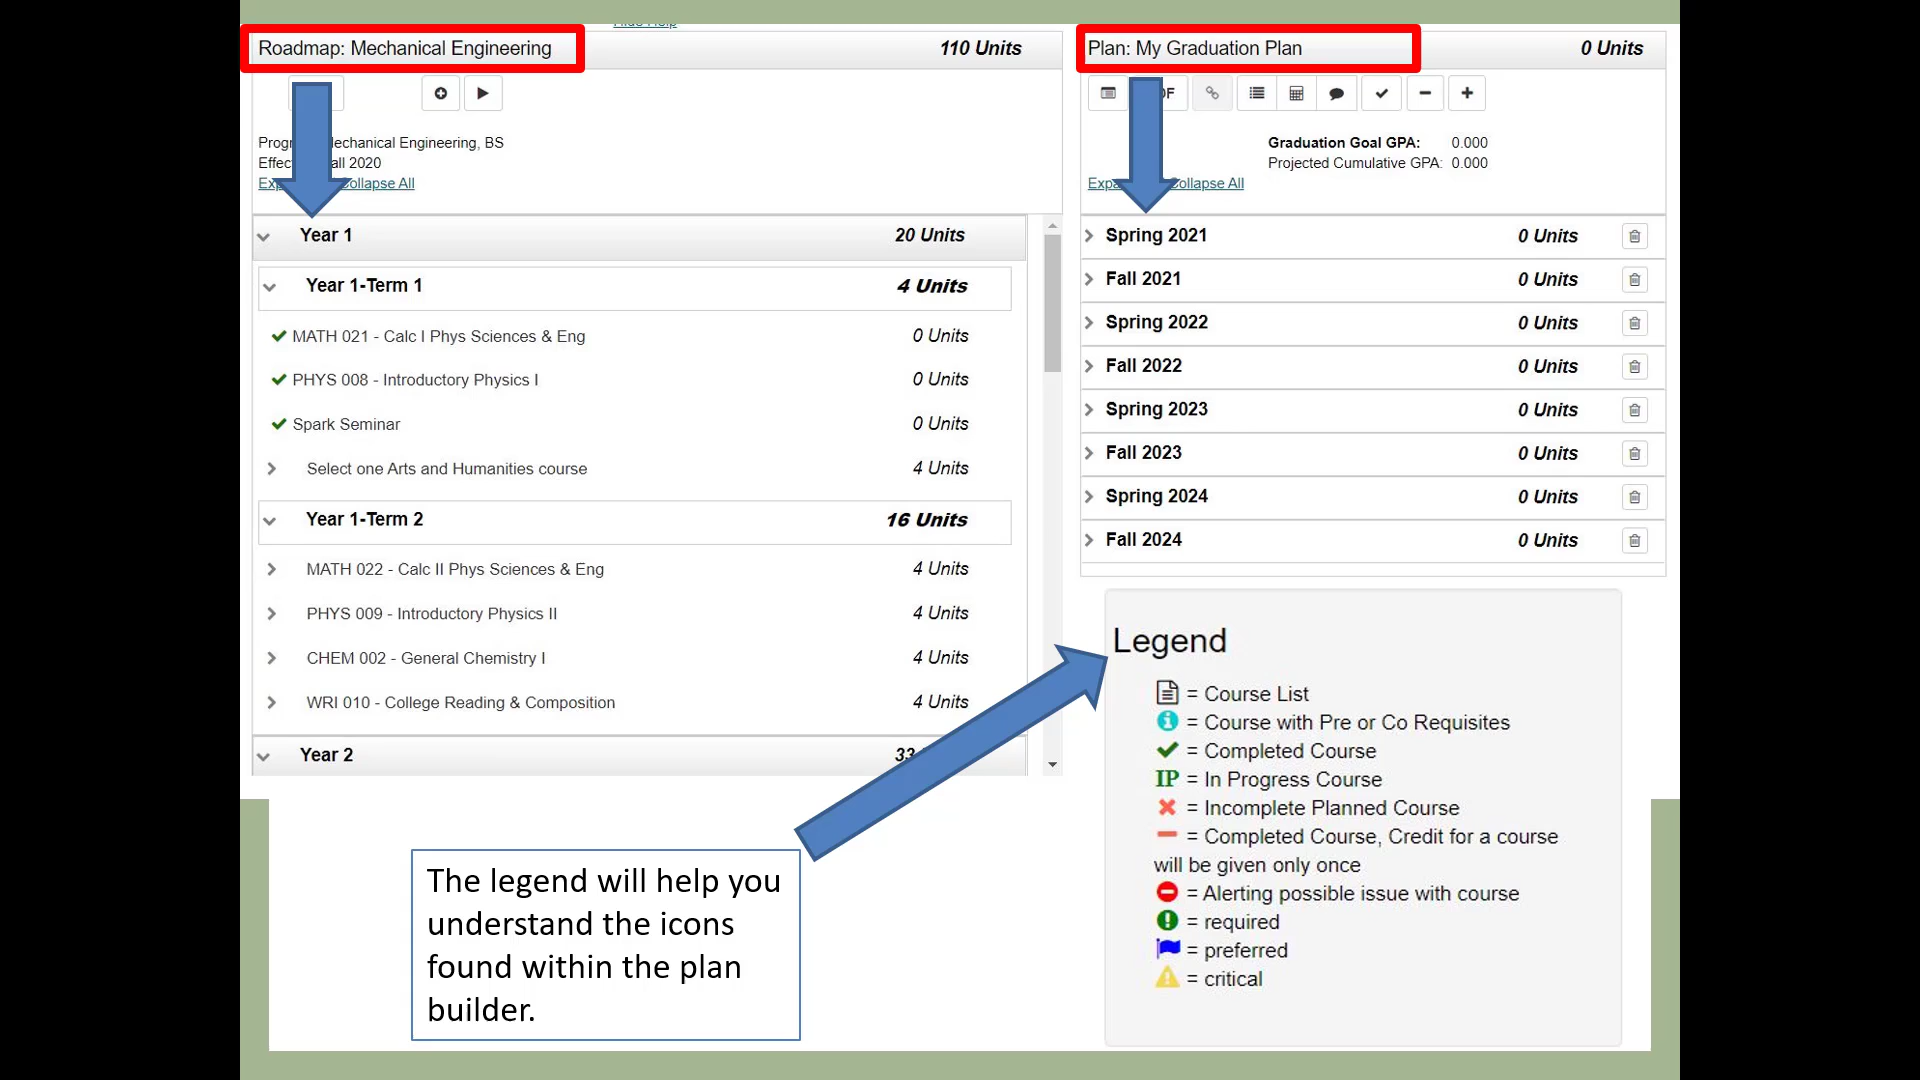 Hide Help
Roadmap: Mechanical Engineering
110 Units
Mechanical Engineering, BS
Fall 2020
Collapse All
Year 1
20 Units
Year 1-Term 1
4 Units
MATH 021 - Calc I Phys Sciences & Eng
0 Units
PHYS 008 - Introductory Physics I
0 Units
Spark Seminar
0 Units
Select one Arts and Humanities course
4 Units
Year 1-Term 2
16 Units
MATH 022 - Calc II Phys Sciences & Eng
4 Units
PHYS 009 - Introductory Physics II
4 Units
CHEM 002 - General Chemistry I
4 Units
WRI 010 - College Reading & Composition
4 Units
Year 2
33
Plan: My Graduation Plan
0 Units
Graduation Goal GPA: 0.000
Projected Cumulative GPA: 0.000
Collapse All
Spring 2021
0 Units
Fall 2021
0 Units
Spring 2022
0 Units
Fall 2022
0 Units
Spring 2023
0 Units
Fall 2023
0 Units
Spring 2024
0 Units
Fall 2024
0 Units
Legend
= Course List
= Course with Pre or Co Requisites
= Completed Course
IP = In Progress Course
= Incomplete Planned Course
= Completed Course, Credit for a course
will be given only once
= Alerting possible issue with course
= required
= preferred
= critical
The legend will help you
understand the icons
found within the plan
builder.